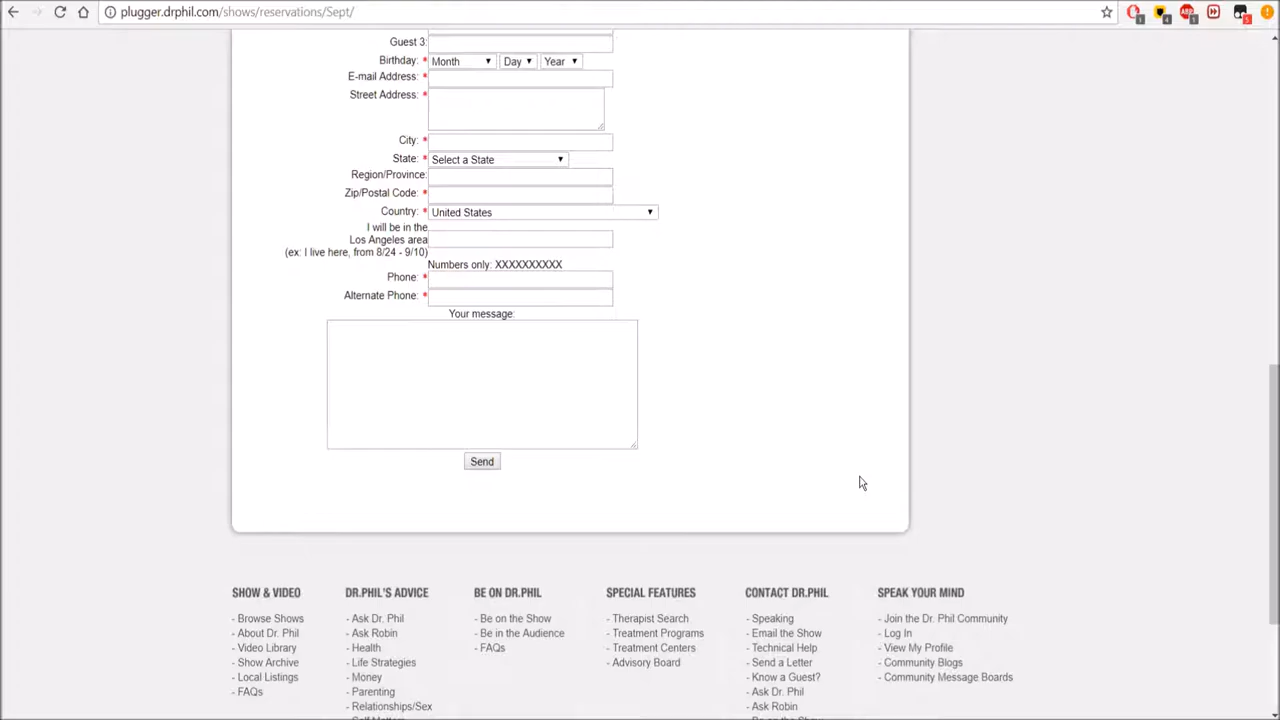 plugger.drphil.com/shows/reservations/Sept/
1
4
1
5
Guest 3:
Birthday: * Month Day Year
E-mail Address: *
Street Address: *
City: *
State: * Select a State
Region/Province:
Zip/Postal Code: *
Country: * United States
I will be in the
Los Angeles area
(ex: I live here, from 8/24 - 9/10)
Numbers only: XXXXXXXXXX
Phone: *
Alternate Phone: *
Your message:
Send
SHOW & VIDEO
- Browse Shows
- About Dr. Phil
- Video Library
- Show Archive
- Local Listings
- FAQs
DR.PHIL'S ADVICE
- Ask Dr. Phil
- Ask Robin
- Health
- Life Strategies
- Money
- Parenting
- Relationships/Sex
BE ON DR.PHIL
- Be on the Show
- Be in the Audience
- FAQs
SPECIAL FEATURES
- Therapist Search
- Treatment Programs
- Treatment Centers
- Advisory Board
CONTACT DR.PHIL
- Speaking
- Email the Show
- Technical Help
- Send a Letter
- Know a Guest?
- Ask Dr. Phil
- Ask Robin
SPEAK YOUR MIND
- Join the Dr. Phil Community
- Log In
- View My Profile
- Community Blogs
- Community Message Boards